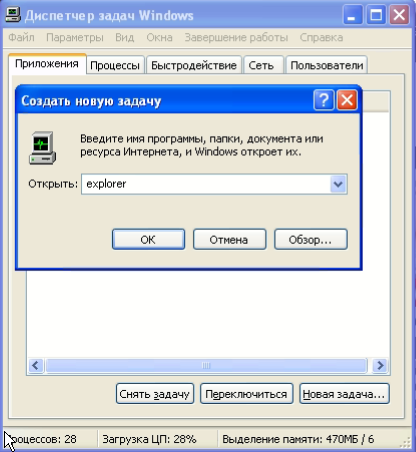 Диспетчер задач Windows
Файл Параметры Вид Окна Завершение работы Справка
Приложения Процессы Быстродействие Сеть Пользователи
Создать новую задачу
Введите имя программы, папки, документа или
ресурса Интернета, и Windows откроет их.
Открыть: explorer
ОК Отмена Обзор...
Снять задачу Переключиться Новая задача...
роцессов: 28 Загрузка ЦП: 28% Выделение памяти: 470МБ / 6